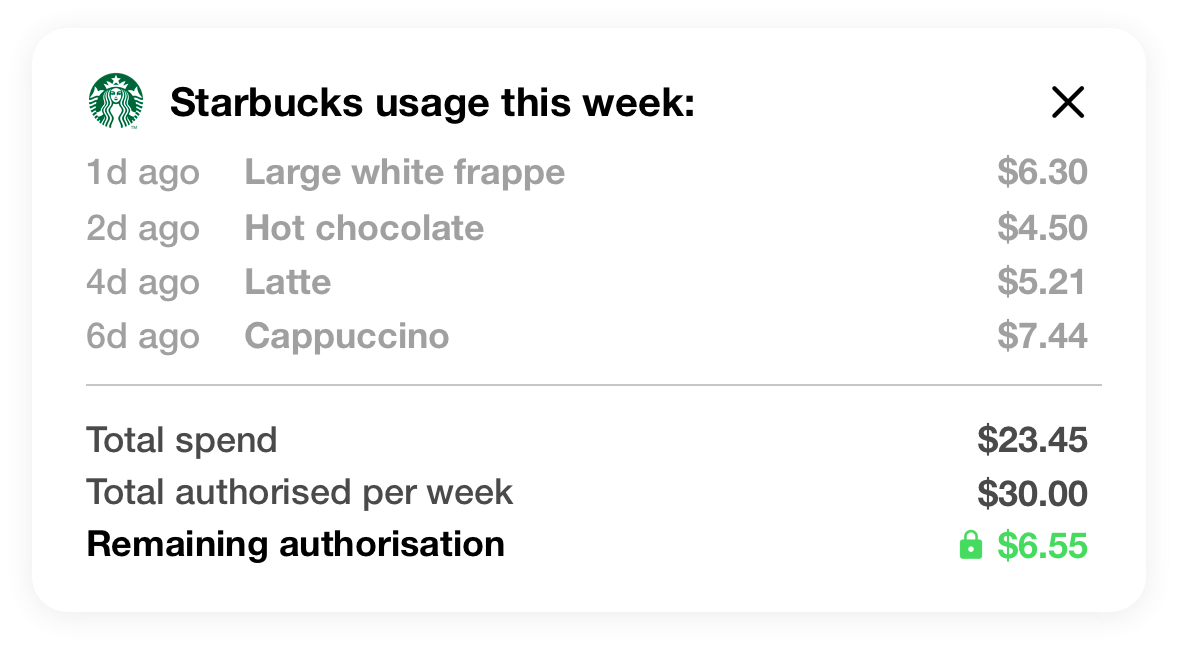 Starbucks usage this week:
1d ago Large white frappe $6.30
2d ago Hot chocolate $4.50
4d ago Latte $5.21
6d ago Cappuccino $7.44
Total spend $23.45
Total authorised per week $30.00
Remaining authorisation $6.55